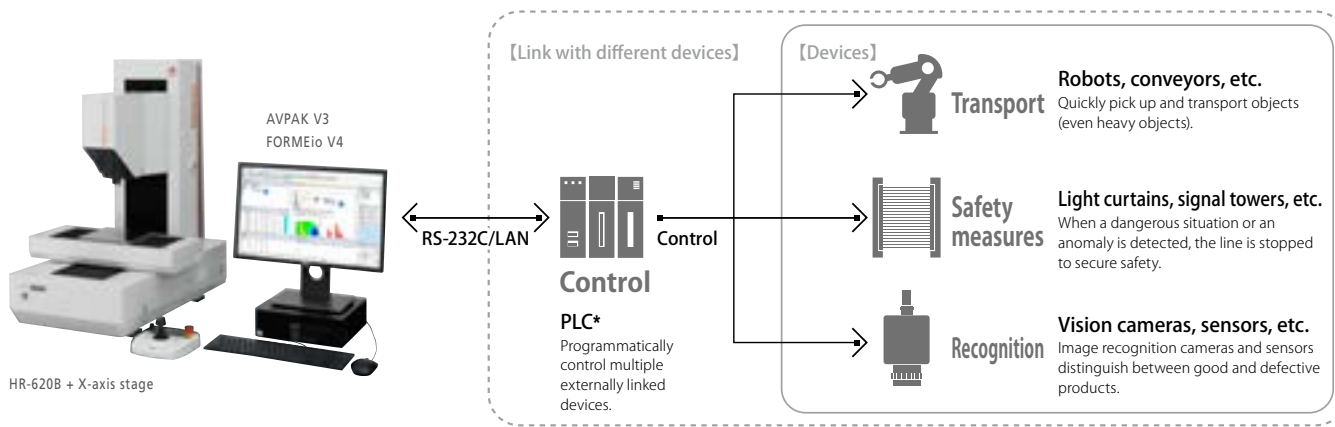 AVPAK V3
FORMEio V4
HR-620B + X-axis stage
RS-232C/LAN
【Link with different devices】
Control
PLC*
Programmatically
control multiple
externally linked
devices.
Control
【Devices】
Transport
Robots, conveyors, etc.
Quickly pick up and transport objects
(even heavy objects).
Safety
measures
Light curtains, signal towers, etc.
When a dangerous situation or an
anomaly is detected, the line is stopped
to secure safety.
Recognition
Vision cameras, sensors, etc.
Image recognition cameras and sensors
distinguish between good and defective
products.